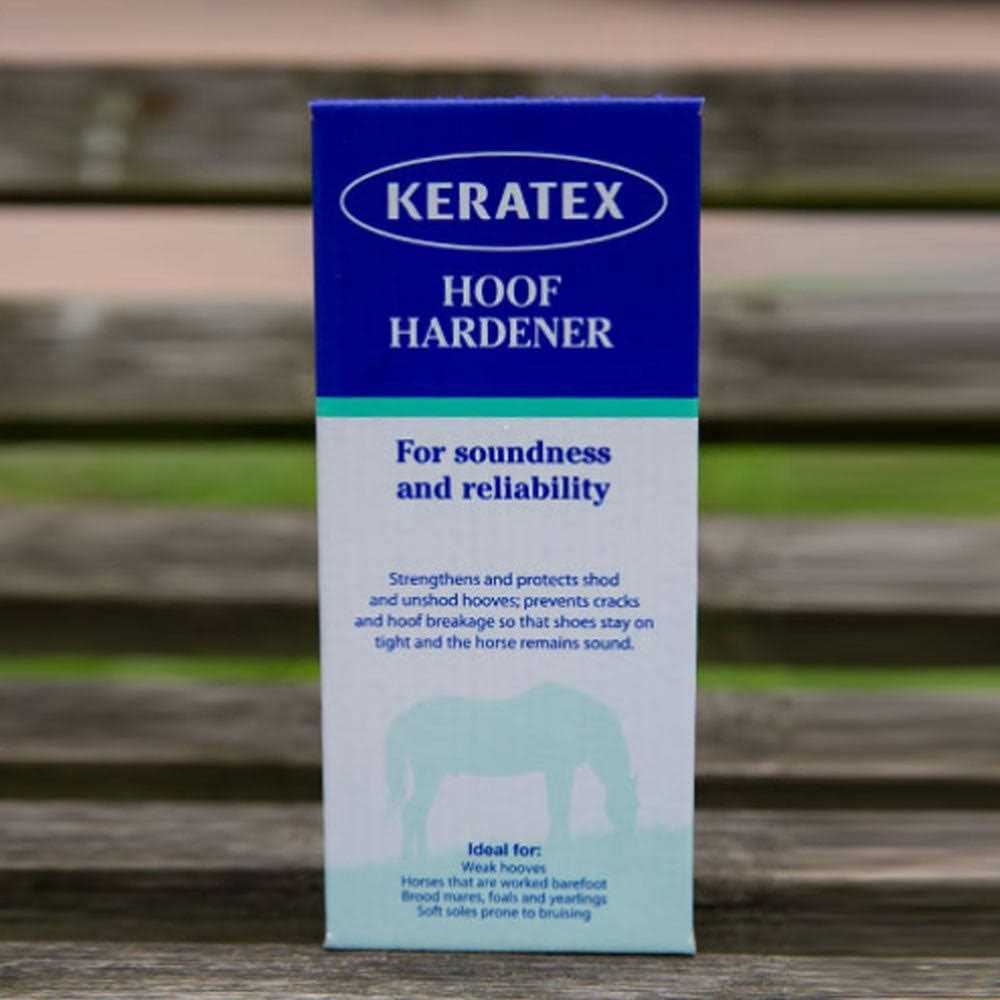 KERATEX
HOOF
HARDENER
For soundness
and reliability
Strengthens and protects shod
and unshod hooves; prevents cracks
and hoof breakage so that shoes stay on
tight and the horse remains sound.
Ideal for:
Weak hooves
Horses that are worked barefoot
Brood mares, foals and yearlings
Soft soles prone to bruising